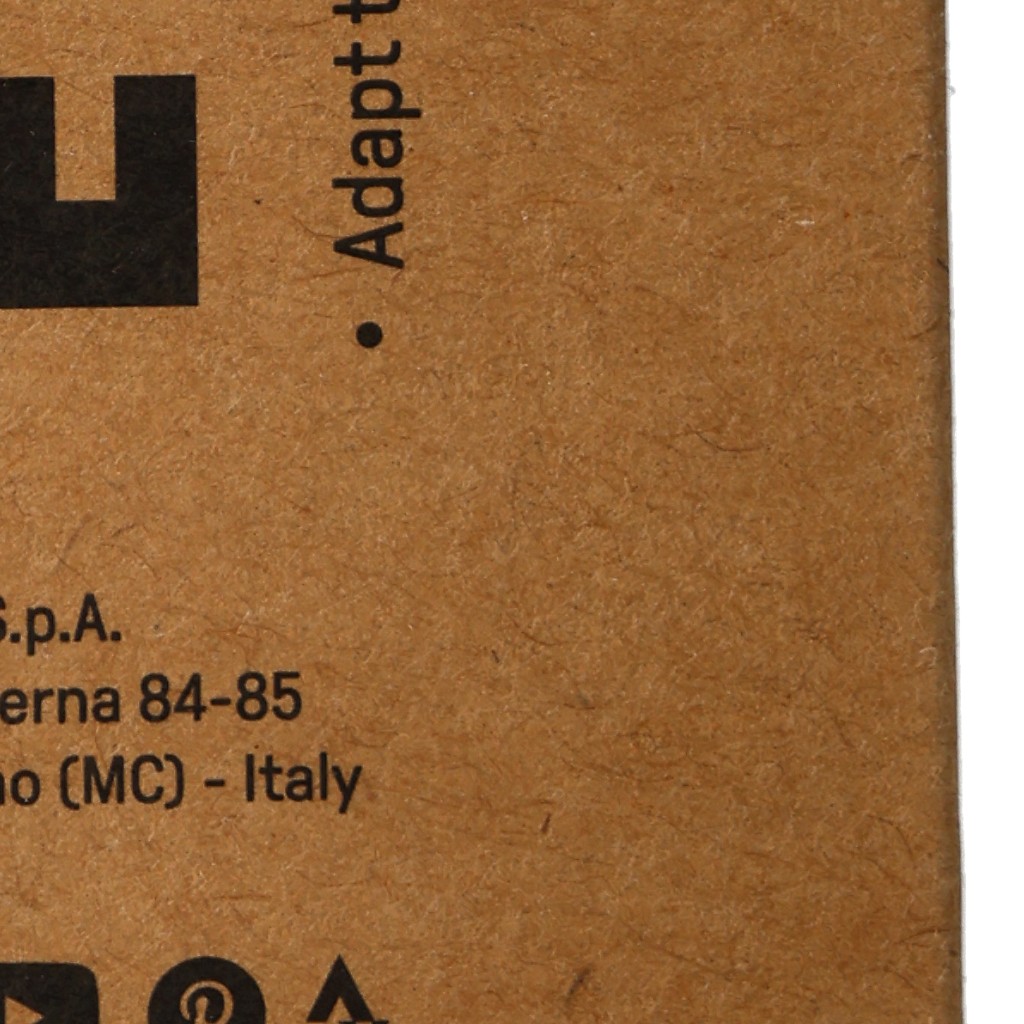 • Adapt t
S.p.A.
erna 84-85
no (MC) - Italy